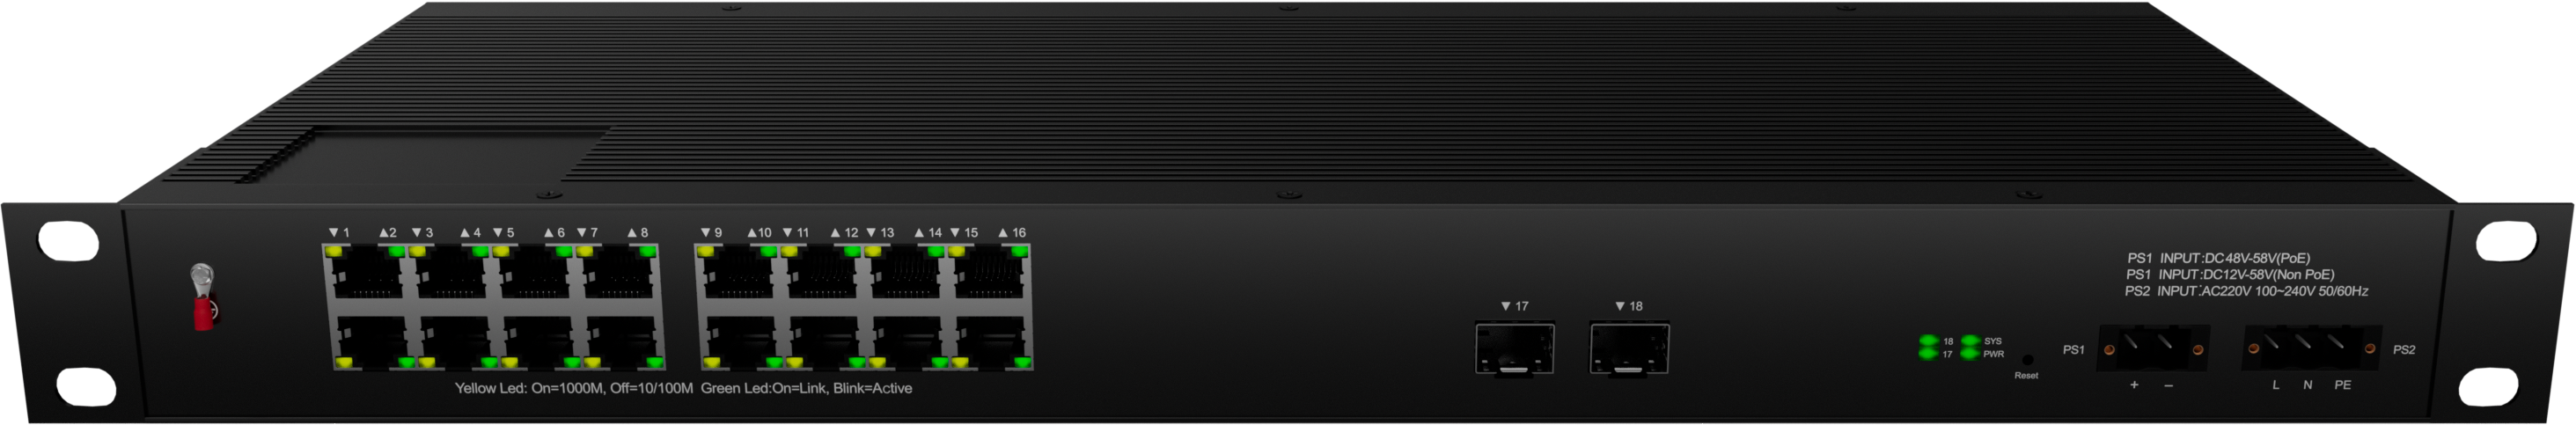 ▼ 1 ▲2 ▼ 3 ▲ 4 ▼ 5 ▲ 6 ▼ 7 ▲ 8 ▼ 9 ▲10 ▼ 11 ▲ 12 ▼ 13 ▲ 14 ▼ 15 ▲ 16
Yellow Led: On=1000M, Off=10/100M Green Led:On=Link, Blink=Active
▼ 17 ▼ 18
18 SYS
17 PWR
Reset
PS1 INPUT:DC48V-58V(PoE)
PS1 INPUT:DC12V-58V(Non PoE)
PS2 INPUT:AC220V 100~240V 50/60Hz
PS1 PS2
+ − L N PE